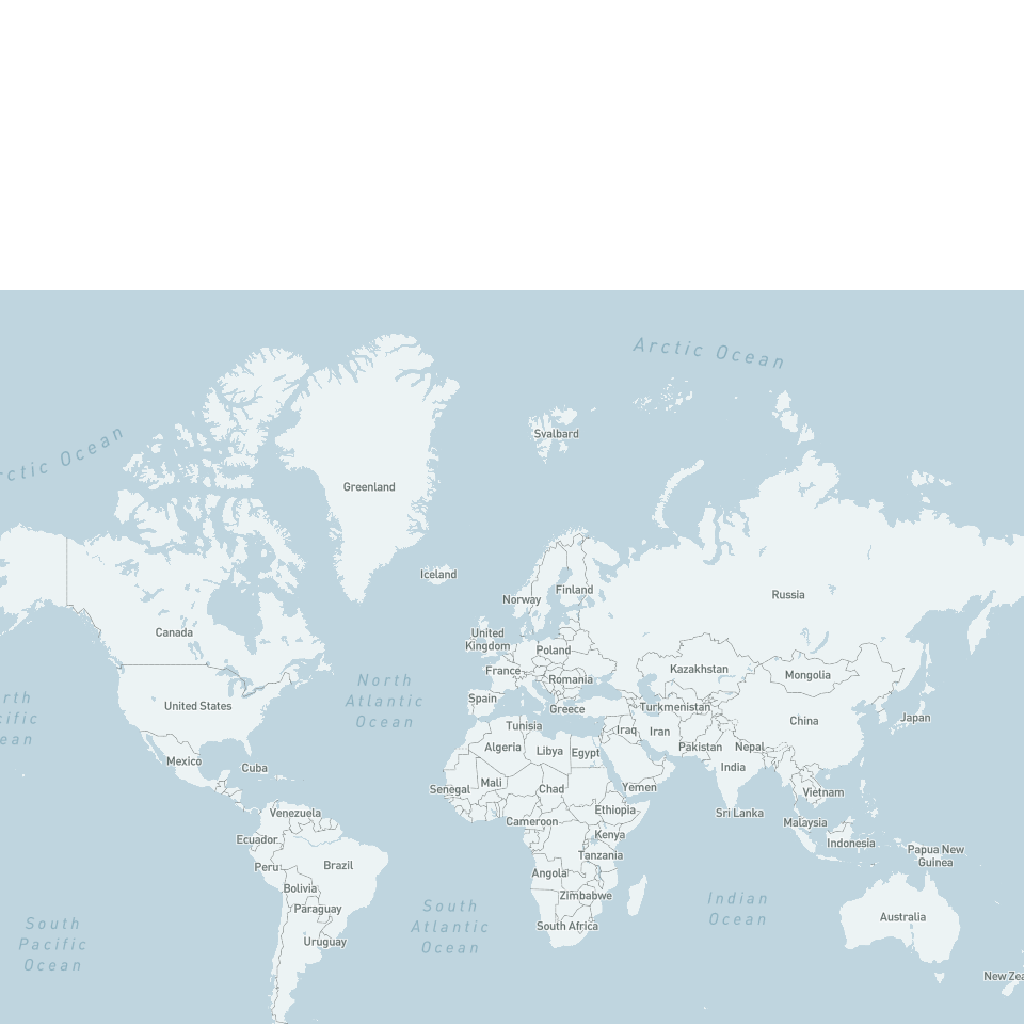 Arctic Ocean
rctic Ocean
Svalbard
Greenland
Iceland
Finland
Russia
Norway
Canada
United
Kingdom
Poland
France
Kazakhstan
Mongolia
Romania
North
Atlantic
Ocean
rth
cific
ean
Spain
United States
Greece
Turkmenistan
Japan
China
Tunisia
Iraq
Iran
Algeria
Libya
Egypt
Pakistan
Nepal
Mexico
Cuba
India
Mali
Senegal
Chad
Yemen
Vietnam
Venezuela
Ethiopia
Sri Lanka
Cameroon
Malaysia
Kenya
Ecuador
Indonesia
Papua New
Guinea
Tanzania
Peru
Brazil
Angola
Bolivia
Zimbabwe
Indian
Ocean
Paraguay
South
Atlantic
Ocean
Australia
South
Pacific
Ocean
South Africa
Uruguay
New Zea